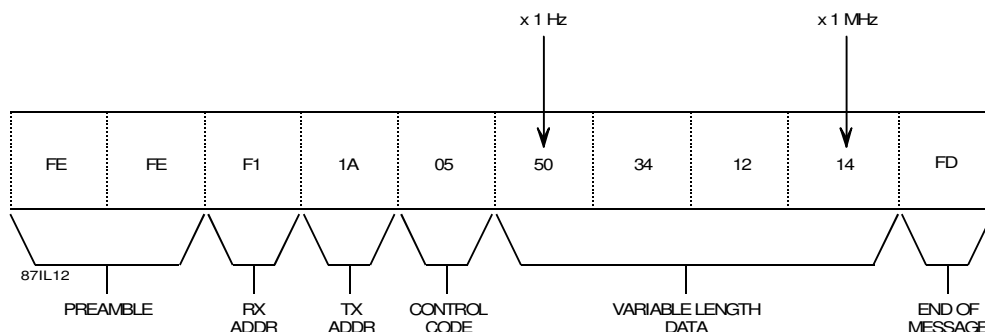 x 1 Hz x 1 MHz
FE FE F1 1A 05 50 34 12 14 FD
87IL12
PREAMBLE RX ADDR TX ADDR CONTROL CODE VARIABLE LENGTH DATA END OF MESSAGE